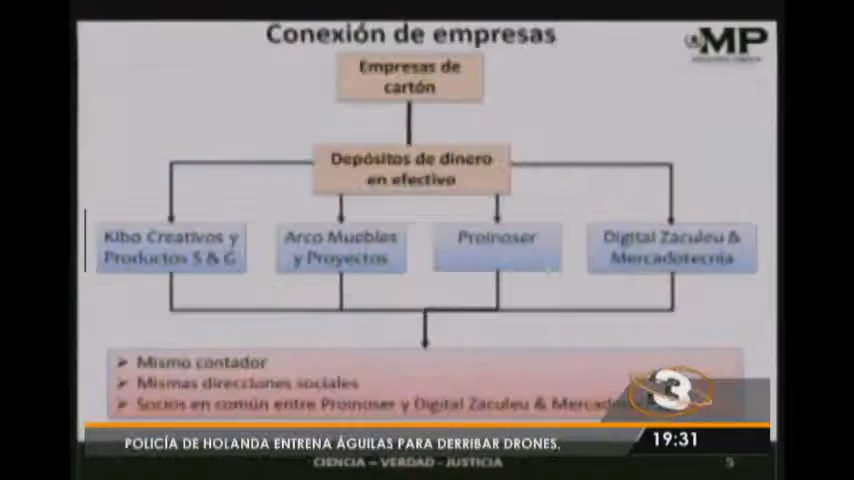 Conexión de empresas
MP
Empresas de
cartón
Depósitos de dinero
en efectivo
Kibo Creativos y
Productos S & G
Arco Muebles
y Proyectos
Proinoser
Digital Zaculeu &
Mercadotecnia
➢ Mismo contador
➢ Mismas direcciones sociales
➢ Socios en común entre Proinoser y Digital Zaculeu &
3
POLICÍA DE HOLANDA ENTRENA ÁGUILAS PARA DERRIBAR DRONES.
19:31
CIENCIA – VERDAD - JUSTICIA
5